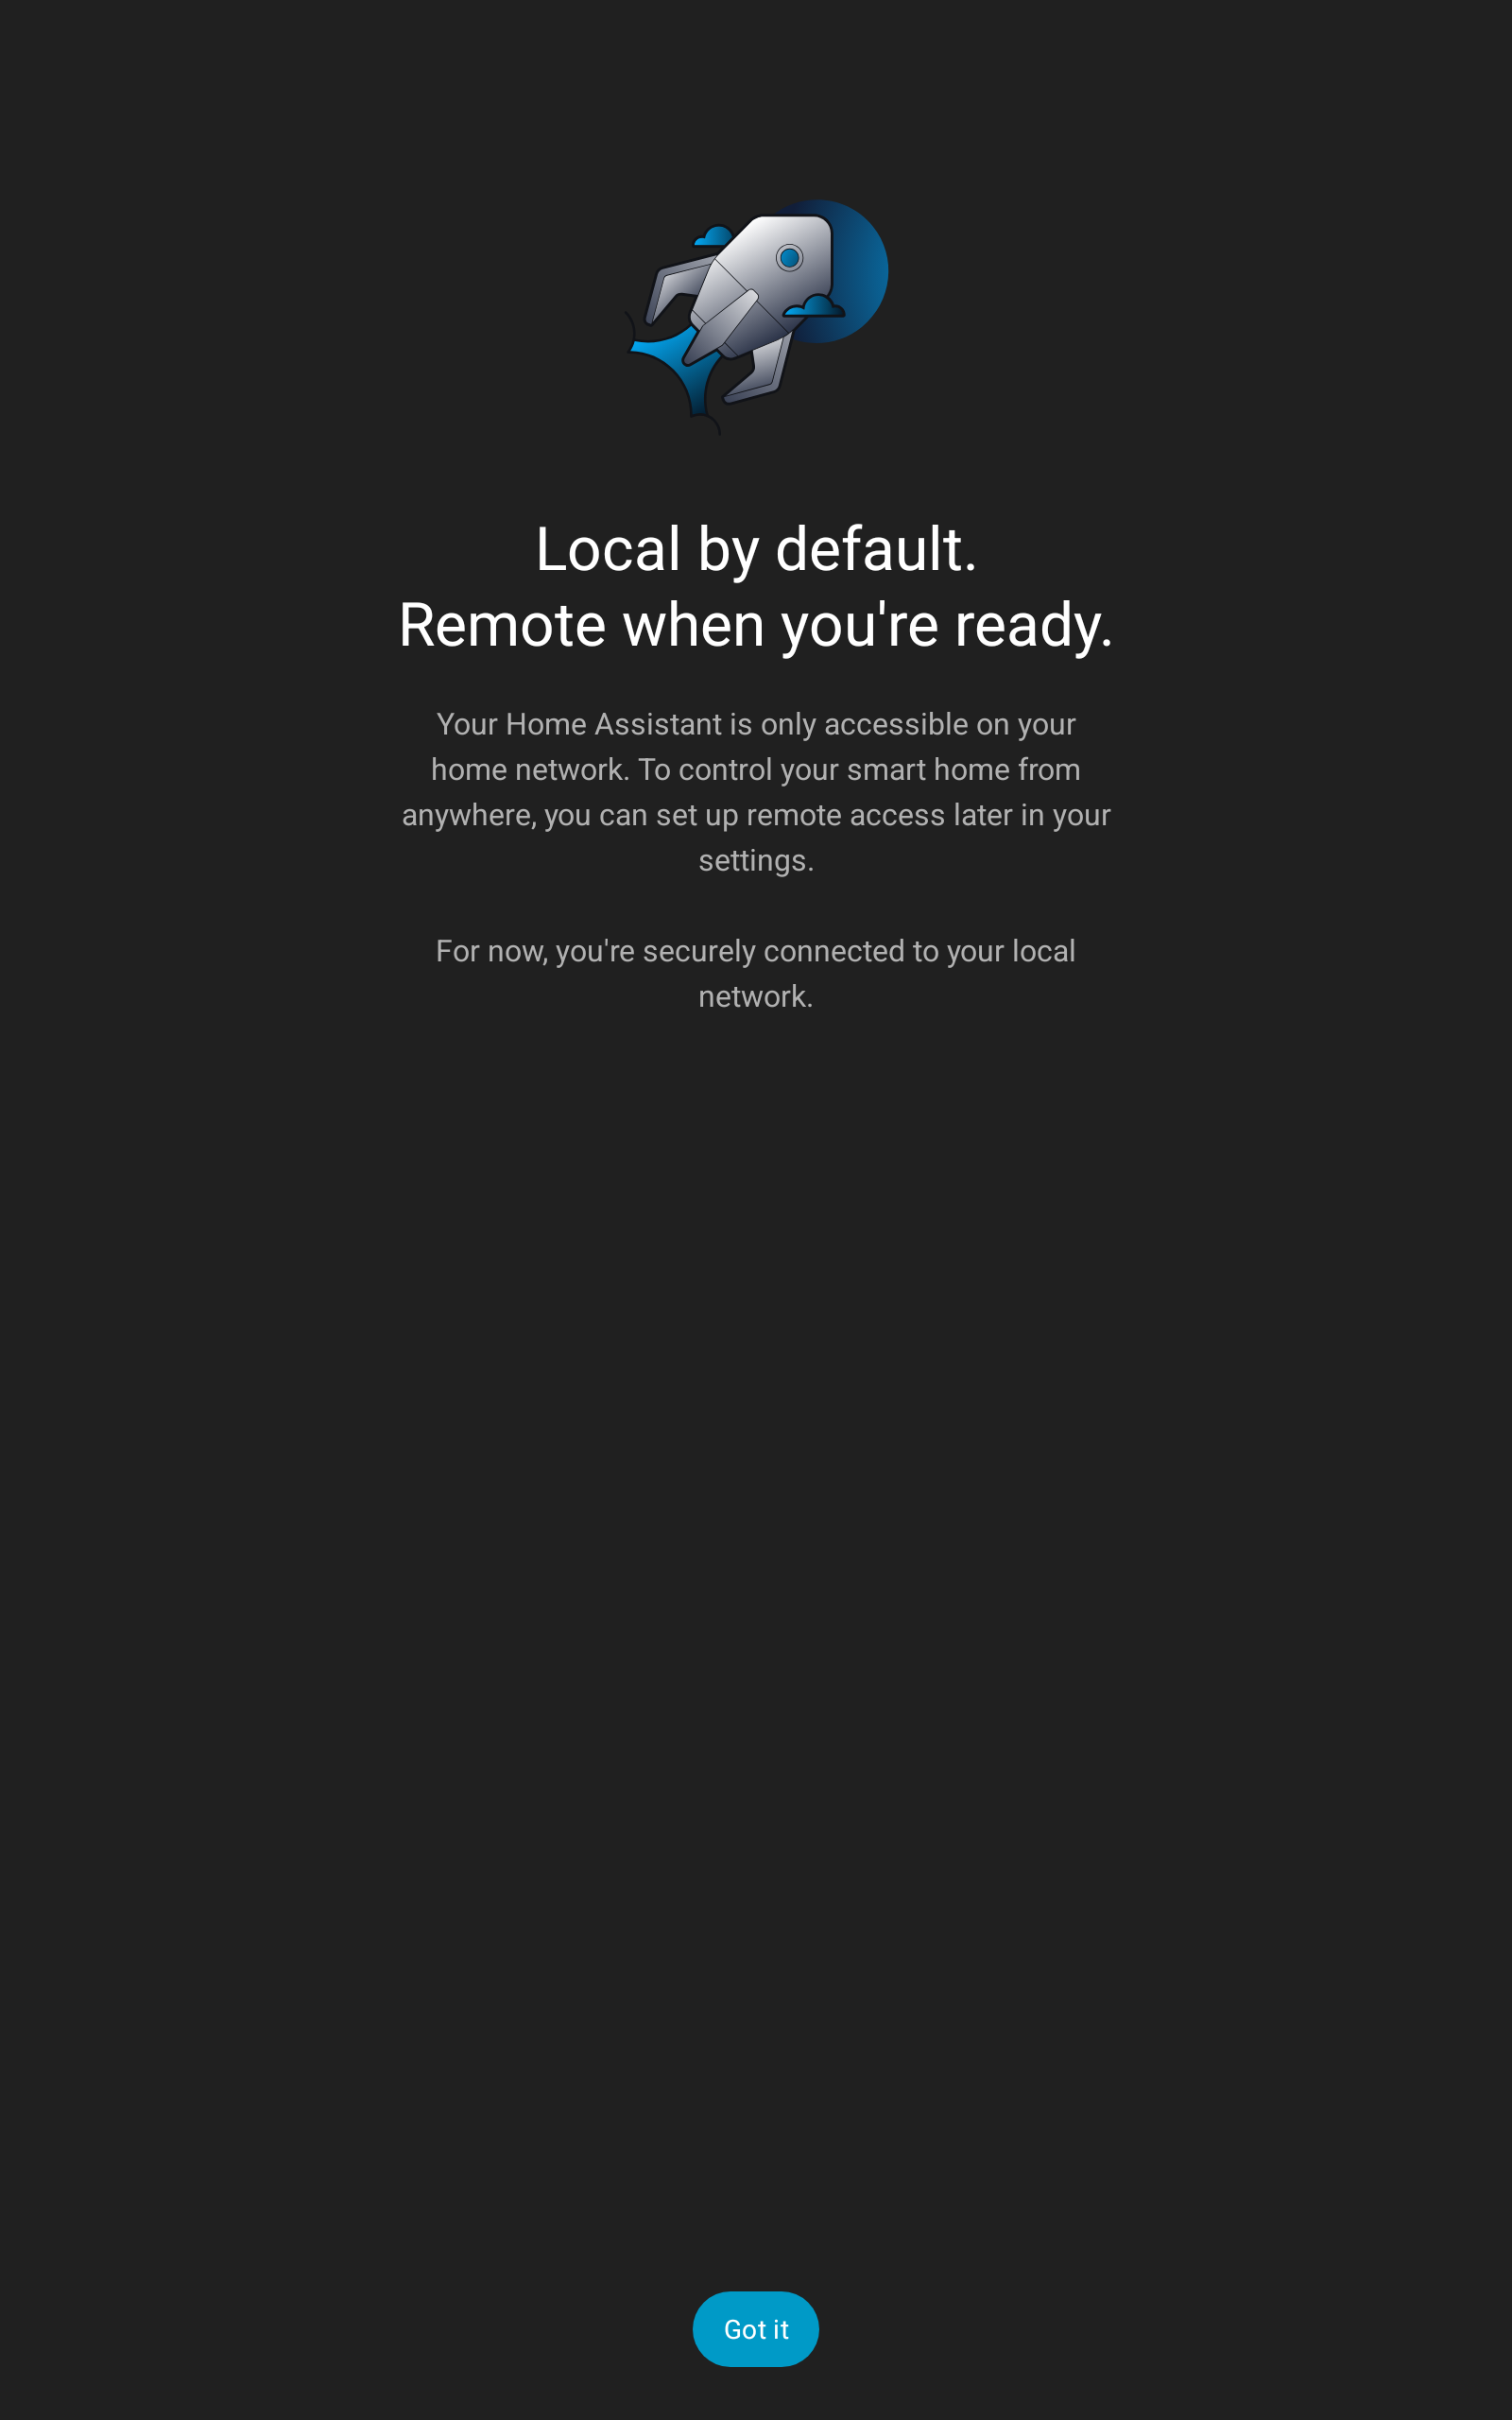 Local by default.
Remote when you're ready.
Your Home Assistant is only accessible on your
home network. To control your smart home from
anywhere, you can set up remote access later in your
settings.
For now, you're securely connected to your local
network.
Got it